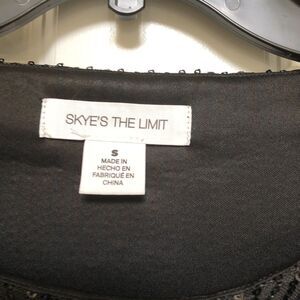 SKYE'S THE LIMIT
S
MADE IN
HECHO EN
FABRIQUÉ EN
CHINA